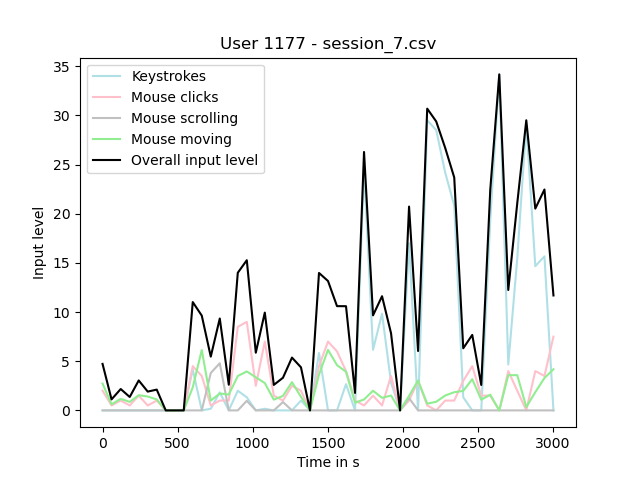 User 1177 - session_7.csv
35
30
25
20
15
10
5
0
Input level
Keystrokes
Mouse clicks
Mouse scrolling
Mouse moving
Overall input level
0 500 1000 1500 2000 2500 3000
Time in s